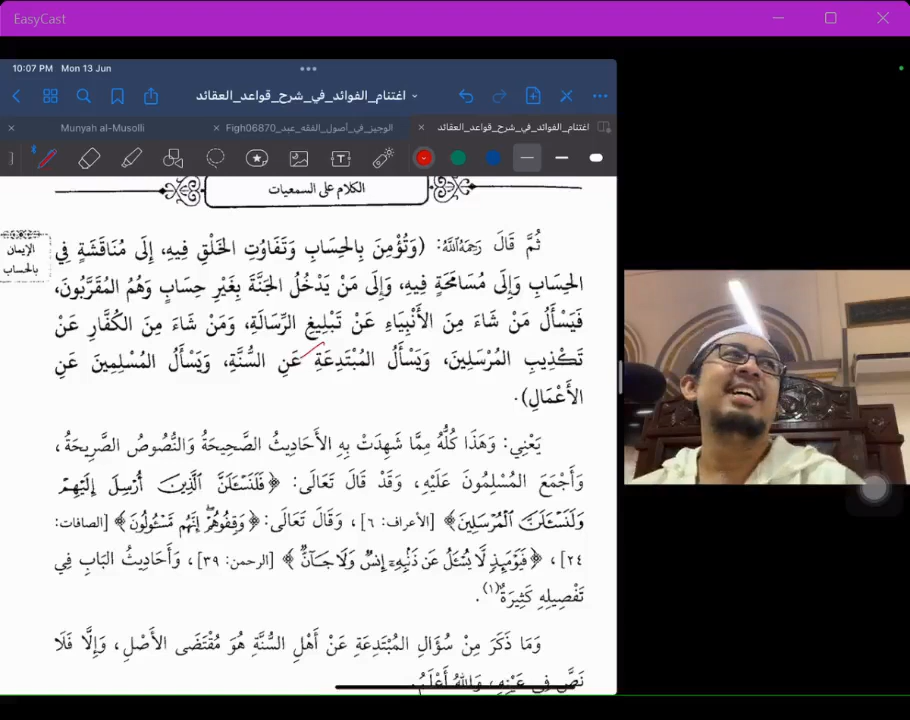 EasyCast
10:07 PM Mon 13 Jun
اغتنام_الفوائد_في_شرح_قواعد_العقائد
Munyah al-Musolli
الوجيز_في_أصول_الفقه_عبد_Figh06870
اغتنام_الفوائد_في_شرح_قواعد_العقائد
الكلام على السمعيات
الإيمان
بالحساب
ثُمَّ قَالَ رَحِمَهُ اللَّهُ: (وَتُؤْمِنَ بِالحِسَابِ وَتَفَاوُتِ الخَلْقِ فِيهِ، إِلَى مُنَاقَشَةٍ فِي
الحِسَابِ وَإِلَى مُسَامَحَةٍ فِيهِ، وَإِلَى مَنْ يَدْخُلُ الجَنَّةَ بِغَيْرِ حِسَابٍ وَهُمُ المُقَرَّبُونَ،
فَيَسْأَلُ مَنْ شَاءَ مِنَ الأَنْبِيَاءِ عَنْ تَبْلِيغِ الرِّسَالَةِ، وَمَنْ شَاءَ مِنَ الكُفَّارِ عَنْ
تَكْذِيبِ المُرْسَلِينَ، وَيَسْأَلُ المُبْتَدِعَةِ عَنِ السُّنَّةِ، وَيَسْأَلُ المُسْلِمِينَ عَنِ
الأَعْمَالِ).
يَعْنِي: وَهَذَا كُلُّهُ مِمَّا شَهِدَتْ بِهِ الأَحَادِيثُ الصَّحِيحَةُ وَالنُّصُوصُ الصَّرِيحَةُ،
وَأَجْمَعَ المُسْلِمُونَ عَلَيْهِ، وَقَدْ قَالَ تَعَالَى: ﴿فَلَنَسْـَٔلَنَّ ٱلَّذِينَ أُرْسِلَ إِلَيْهِمْ
وَلَنَسْـَٔلَنَّ ٱلْمُرْسَلِينَ﴾ [الأعراف: ٦]، وَقَالَ تَعَالَى: ﴿وَقِفُوهُمْ ۖ إِنَّهُم مَّسْـُٔولُونَ﴾ [الصافات:
٢٤]، ﴿فَيَوْمَئِذٍ لَّا يُسْـَٔلُ عَن ذَنۢبِهِۦٓ إِنسٌ وَلَا جَآنٌّ﴾ [الرحمن: ٣٩]، وَأَحَادِيثُ البَابِ فِي
تَفْصِيلِهِ كَثِيرَةٌ(١).
وَمَا ذَكَرَ مِنْ سُؤَالِ المُبْتَدِعَةِ عَنْ أَهْلِ السُّنَّةِ هُوَ مُقْتَضَى الأَصْلِ، وَإِلَّا فَلَا
نَصَّ فِي عَيْنِهِ، وَاللهُ أَعْلَمُ.